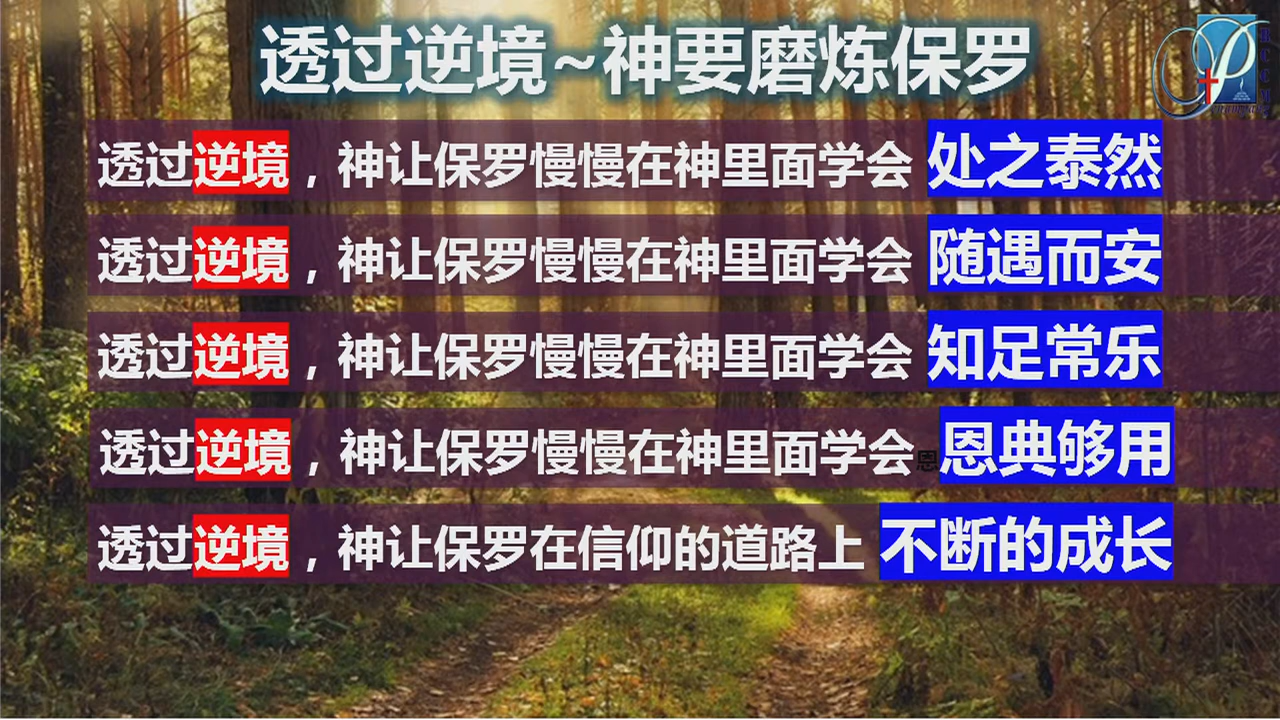 透过逆境~神要磨炼保罗
透过逆境，神让保罗慢慢在神里面学会 处之泰然
透过逆境，神让保罗慢慢在神里面学会 随遇而安
透过逆境，神让保罗慢慢在神里面学会 知足常乐
透过逆境，神让保罗慢慢在神里面学会恩 恩典够用
透过逆境，神让保罗在信仰的道路上 不断的成长